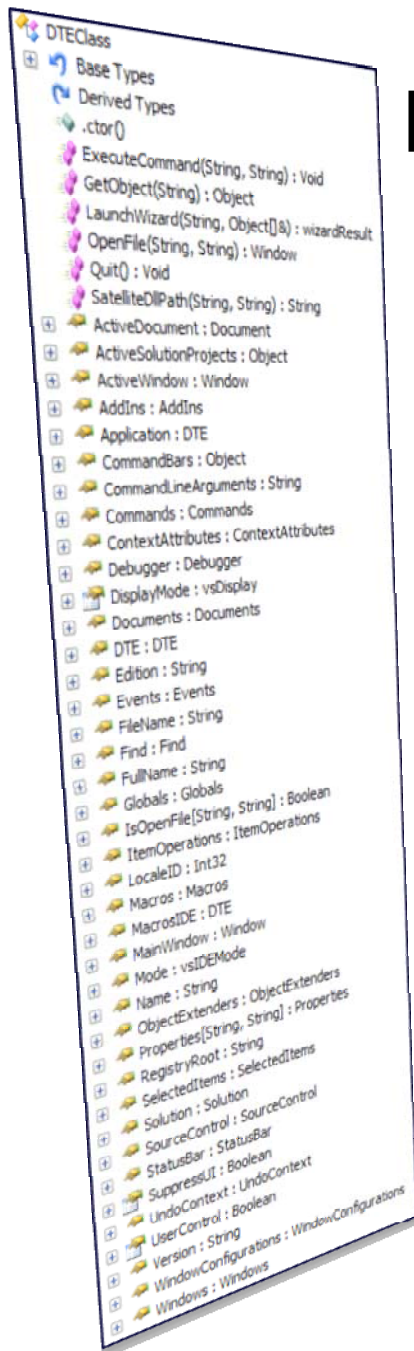 DTEClass
Base Types
Derived Types
.ctor()
ExecuteCommand(String, String) : Void
GetObject(String) : Object
LaunchWizard(String, Object[]&) : wizardResult
OpenFile(String, String) : Window
Quit() : Void
SatelliteDllPath(String, String) : String
ActiveDocument : Document
ActiveSolutionProjects : Object
ActiveWindow : Window
AddIns : AddIns
Application : DTE
CommandBars : Object
CommandLineArguments : String
Commands : Commands
ContextAttributes : ContextAttributes
Debugger : Debugger
DisplayMode : vsDisplay
Documents : Documents
DTE : DTE
Edition : String
Events : Events
FileName : String
Find : Find
FullName : String
Globals : Globals
IsOpenFile[String, String] : Boolean
ItemOperations : ItemOperations
LocaleID : Int32
Macros : Macros
MacrosIDE : DTE
MainWindow : Window
Mode : vsIDEMode
Name : String
ObjectExtenders : ObjectExtenders
Properties[String, String] : Properties
RegistryRoot : String
SelectedItems : SelectedItems
Solution : Solution
SourceControl : SourceControl
StatusBar : StatusBar
SuppressUI : Boolean
UndoContext : UndoContext
UserControl : Boolean
Version : String
WindowConfigurations : WindowConfigurations
Windows : Windows